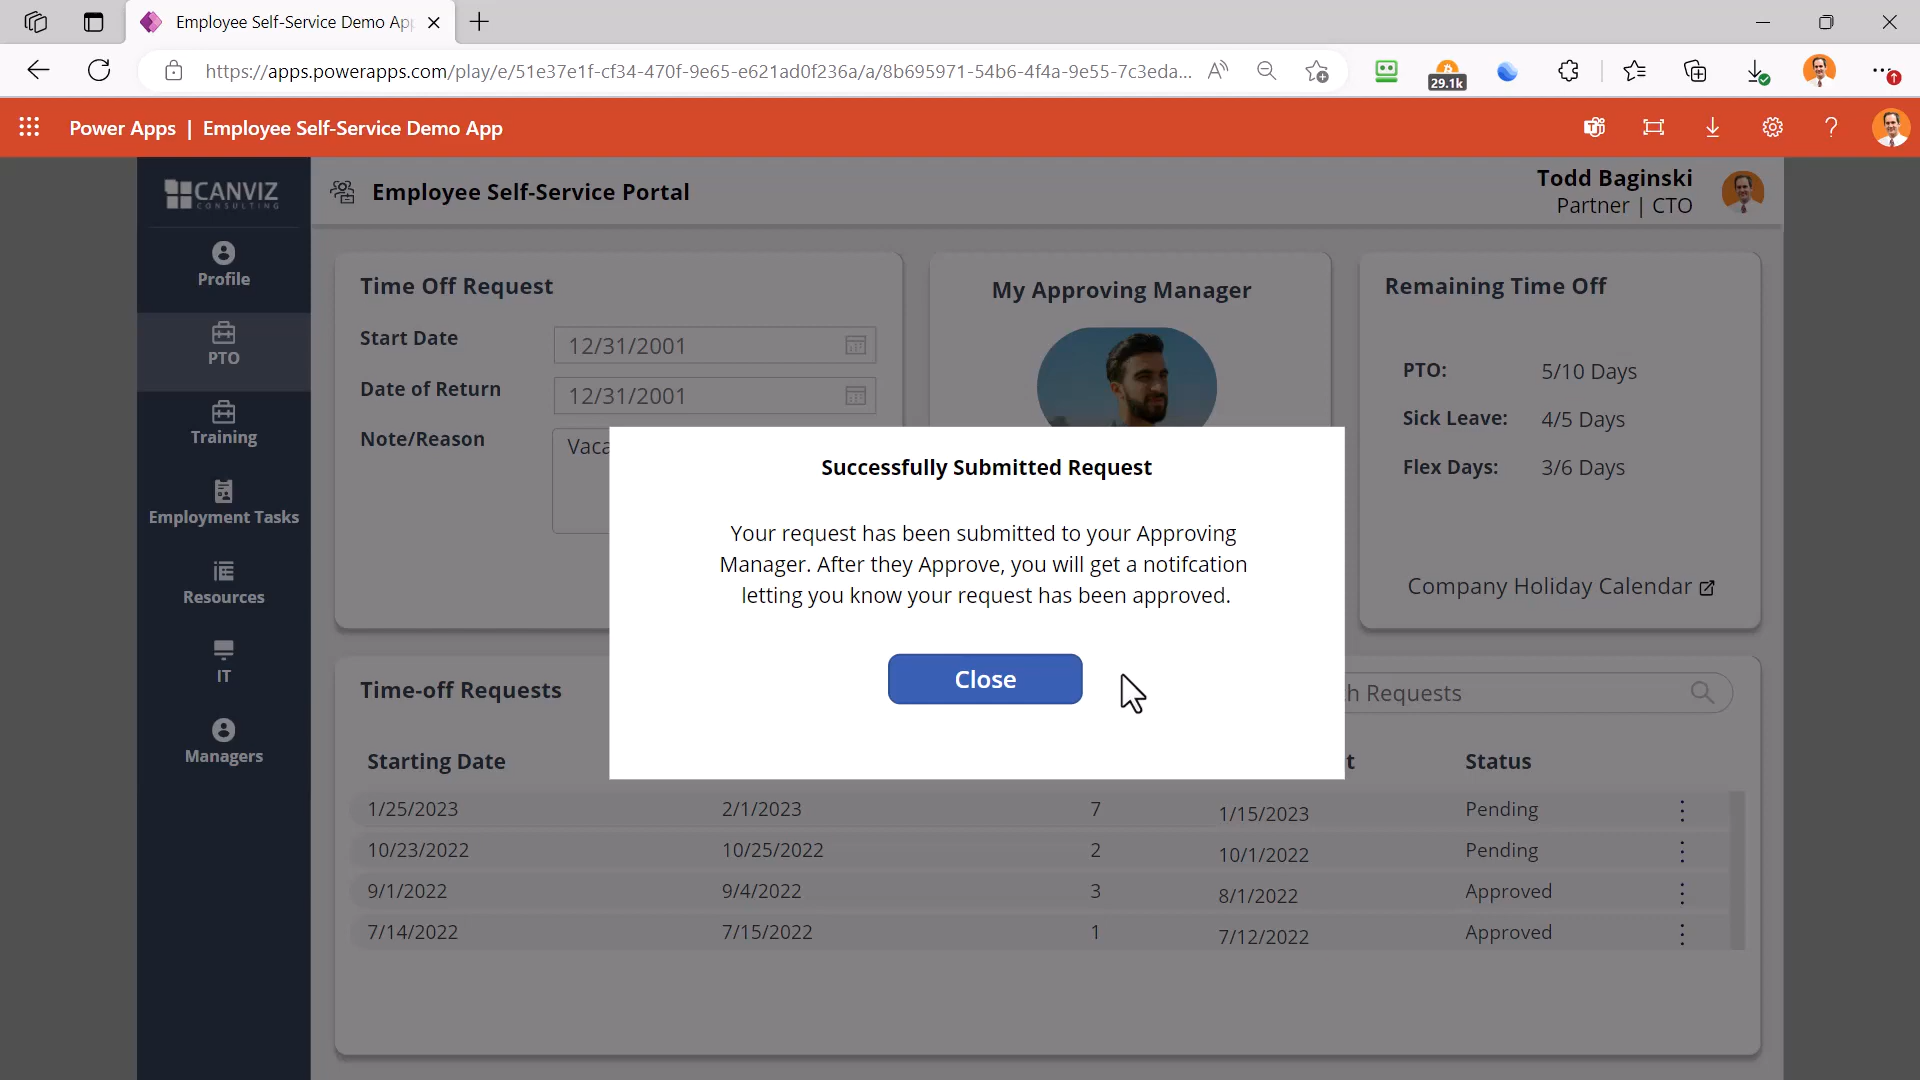 Employee Self-Service Demo App
https://apps.powerapps.com/play/e/51e37e1f-cf34-470f-9e65-e621ad0f236a/a/8b695971-54b6-4f4a-9e55-7c3eda...
29.1k
Power Apps | Employee Self-Service Demo App
CANVIZ
CONSULTING
Employee Self-Service Portal
Todd Baginski
Partner | CTO
Profile
PTO
Training
Employment Tasks
Resources
IT
Managers
Time Off Request
Start Date
12/31/2001
Date of Return
12/31/2001
Note/Reason
Vaca
My Approving Manager
Remaining Time Off
PTO: 5/10 Days
Sick Leave: 4/5 Days
Flex Days: 3/6 Days
Company Holiday Calendar
Successfully Submitted Request
Your request has been submitted to your Approving
Manager. After they Approve, you will get a notifcation
letting you know your request has been approved.
Close
Time-off Requests
h Requests
Starting Date t Status
1/25/2023 2/1/2023 7 1/15/2023 Pending
10/23/2022 10/25/2022 2 10/1/2022 Pending
9/1/2022 9/4/2022 3 8/1/2022 Approved
7/14/2022 7/15/2022 1 7/12/2022 Approved